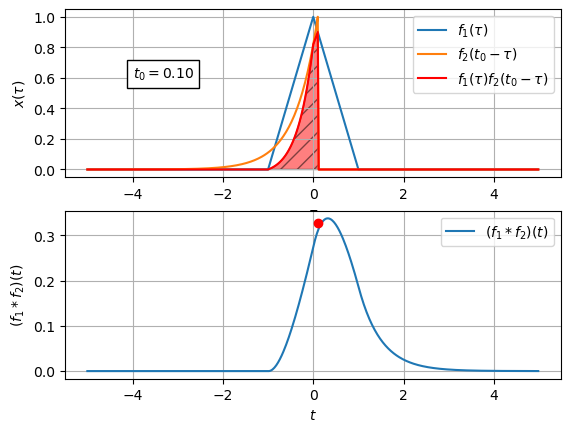 1.0
0.8
0.6
0.4
0.2
0.0
x(τ)
t₀ = 0.10
f₁(τ)
f₂(t₀ − τ)
f₁(τ)f₂(t₀ − τ)
−4 −2 0 2 4
τ
0.3
0.2
0.1
0.0
(f₁ * f₂)(t)
(f₁ * f₂)(t)
−4 −2 0 2 4
t